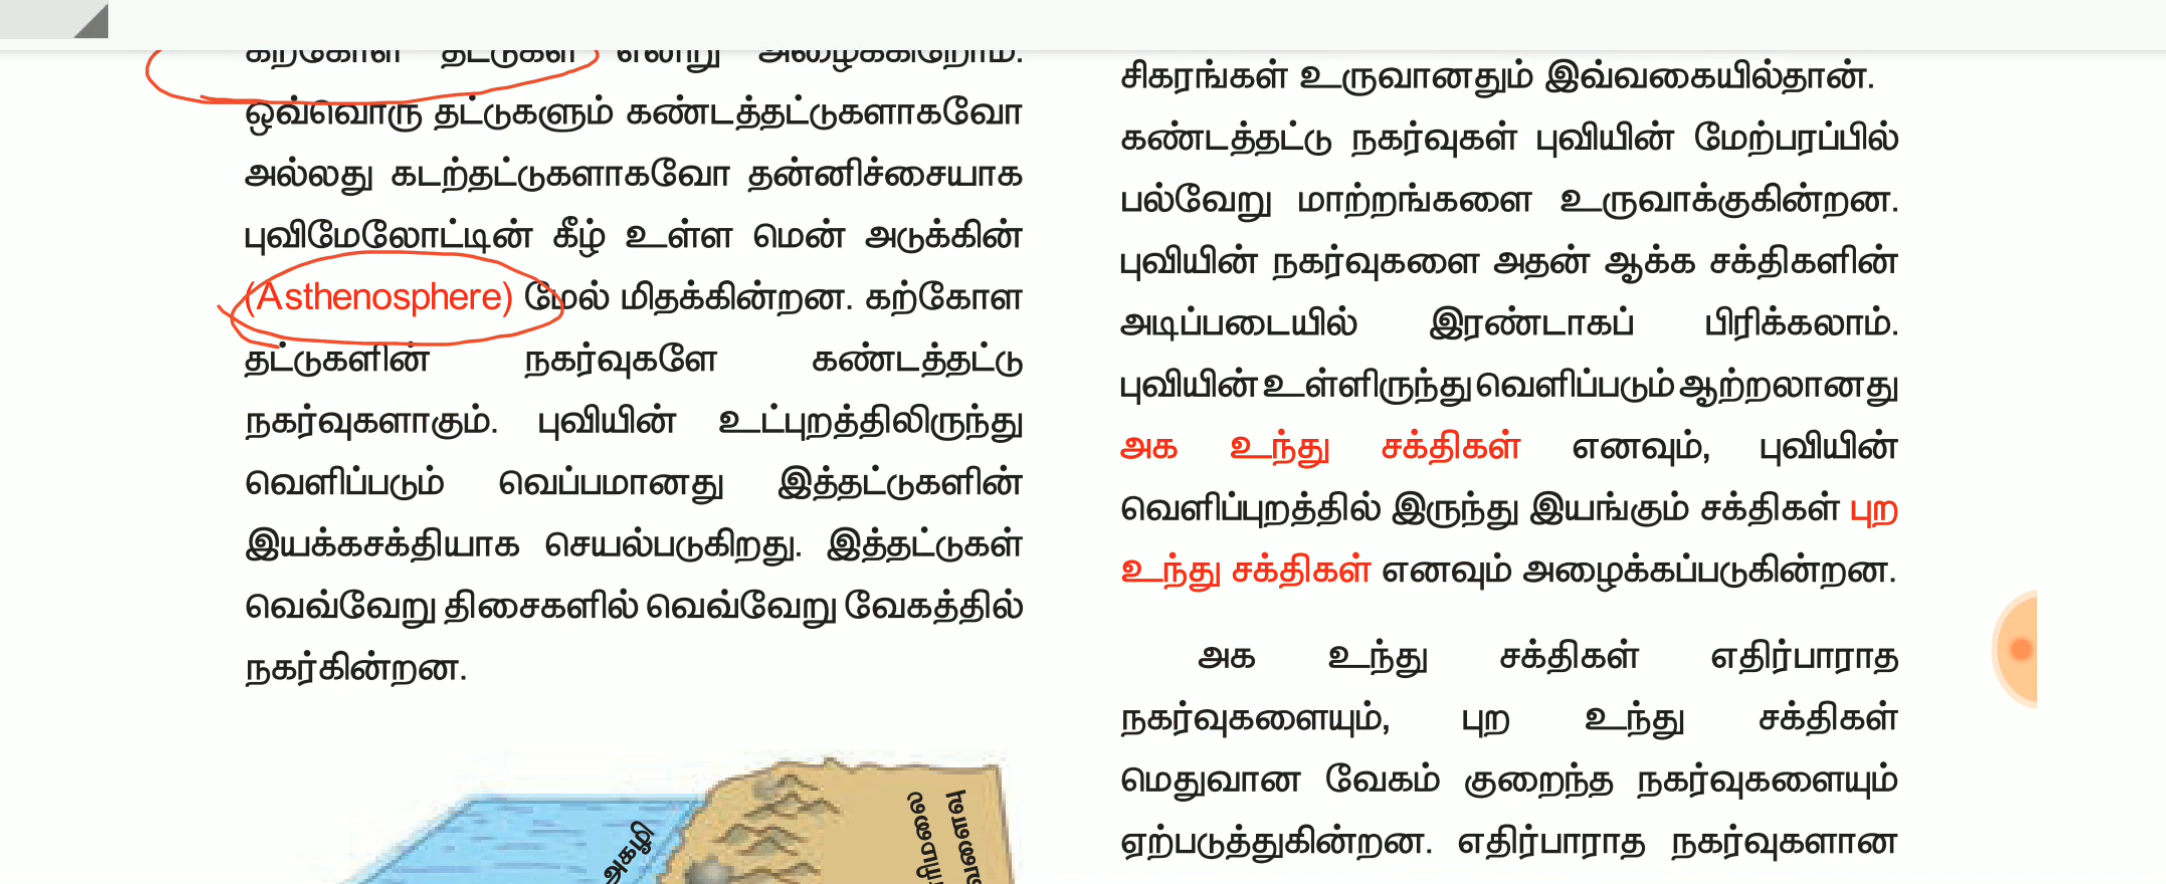 கற்கோள தட்டுகள் என்று அழைக்கிறோம்.
ஒவ்வொரு தட்டுகளும் கண்டத்தட்டுகளாகவோ
அல்லது கடற்தட்டுகளாகவோ தன்னிச்சையாக
புவிமேலோட்டின் கீழ் உள்ள மென் அடுக்கின்
(Asthenosphere) மேல் மிதக்கின்றன. கற்கோள
தட்டுகளின் நகர்வுகளே கண்டத்தட்டு
நகர்வுகளாகும். புவியின் உட்புறத்திலிருந்து
வெளிப்படும் வெப்பமானது இத்தட்டுகளின்
இயக்கசக்தியாக செயல்படுகிறது. இத்தட்டுகள்
வெவ்வேறு திசைகளில் வெவ்வேறு வேகத்தில்
நகர்கின்றன.
அகழி
சிகரங்கள் உருவானதும் இவ்வகையில்தான்.
கண்டத்தட்டு நகர்வுகள் புவியின் மேற்பரப்பில்
பல்வேறு மாற்றங்களை உருவாக்குகின்றன.
புவியின் நகர்வுகளை அதன் ஆக்க சக்திகளின்
அடிப்படையில் இரண்டாகப் பிரிக்கலாம்.
புவியின் உள்ளிருந்து வெளிப்படும் ஆற்றலானது
அக உந்து சக்திகள் எனவும், புவியின்
வெளிப்புறத்தில் இருந்து இயங்கும் சக்திகள் புற
உந்து சக்திகள் எனவும் அழைக்கப்படுகின்றன.
அக உந்து சக்திகள் எதிர்பாராத
நகர்வுகளையும், புற உந்து சக்திகள்
மெதுவான வேகம் குறைந்த நகர்வுகளையும்
ஏற்படுத்துகின்றன. எதிர்பாராத நகர்வுகளான